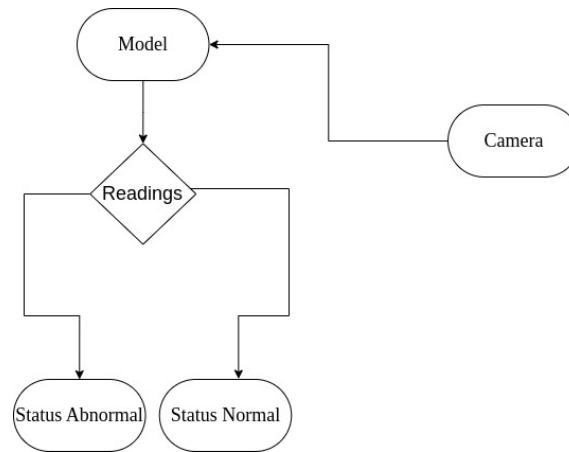 Model
Camera
Readings
Status Abnormal
Status Normal